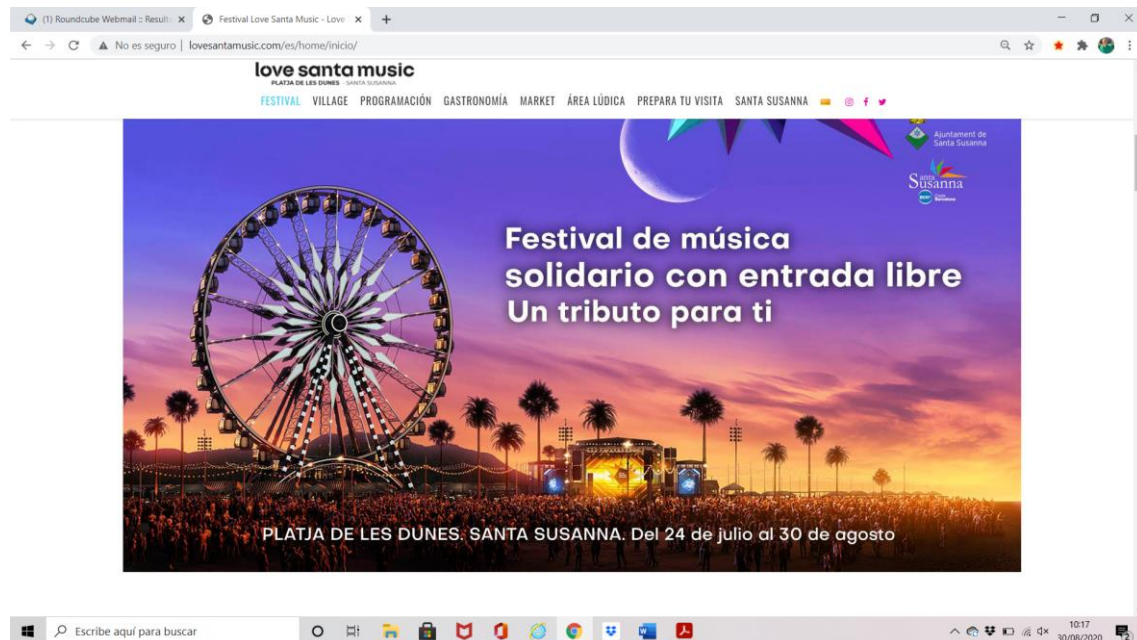 (1) Roundcube Webmail :: Result
Festival Love Santa Music - Love
No es seguro | lovesantamusic.com/es/home/inicio/
love santa music
PLATJA DE LES DUNES - SANTA SUSANNA
FESTIVAL VILLAGE PROGRAMACIÓN GASTRONOMÍA MARKET ÁREA LÚDICA PREPARA TU VISITA SANTA SUSANNA
Ajuntament de
Santa Susanna
Santa
Susanna
Festival de música
solidario con entrada libre
Un tributo para ti
PLATJA DE LES DUNES. SANTA SUSANNA. Del 24 de julio al 30 de agosto
Escribe aquí para buscar
10:17
30/08/2020